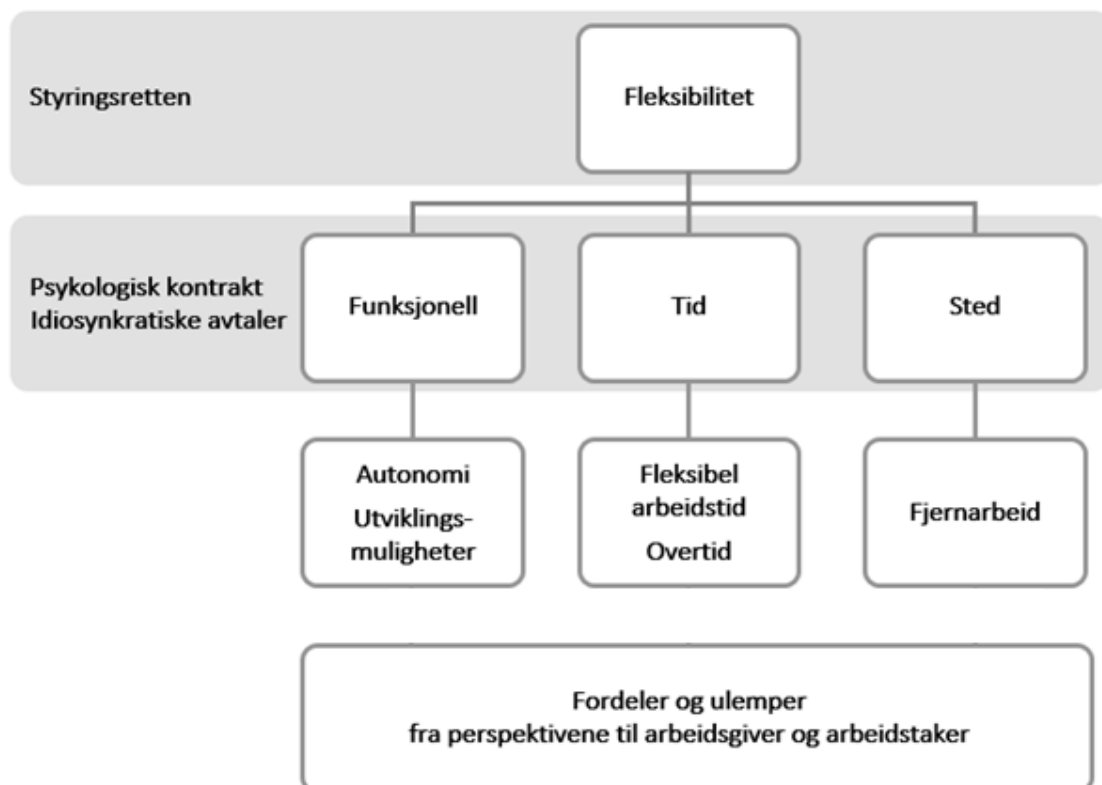 Styringsretten
Fleksibilitet
Psykologisk kontrakt
Idiosynkratiske avtaler
Funksjonell
Tid
Sted
Autonomi
Utviklings-
muligheter
Fleksibel
arbeidstid
Overtid
Fjernarbeid
Fordeler og ulemper
fra perspektivene til arbeidsgiver og arbeidstaker